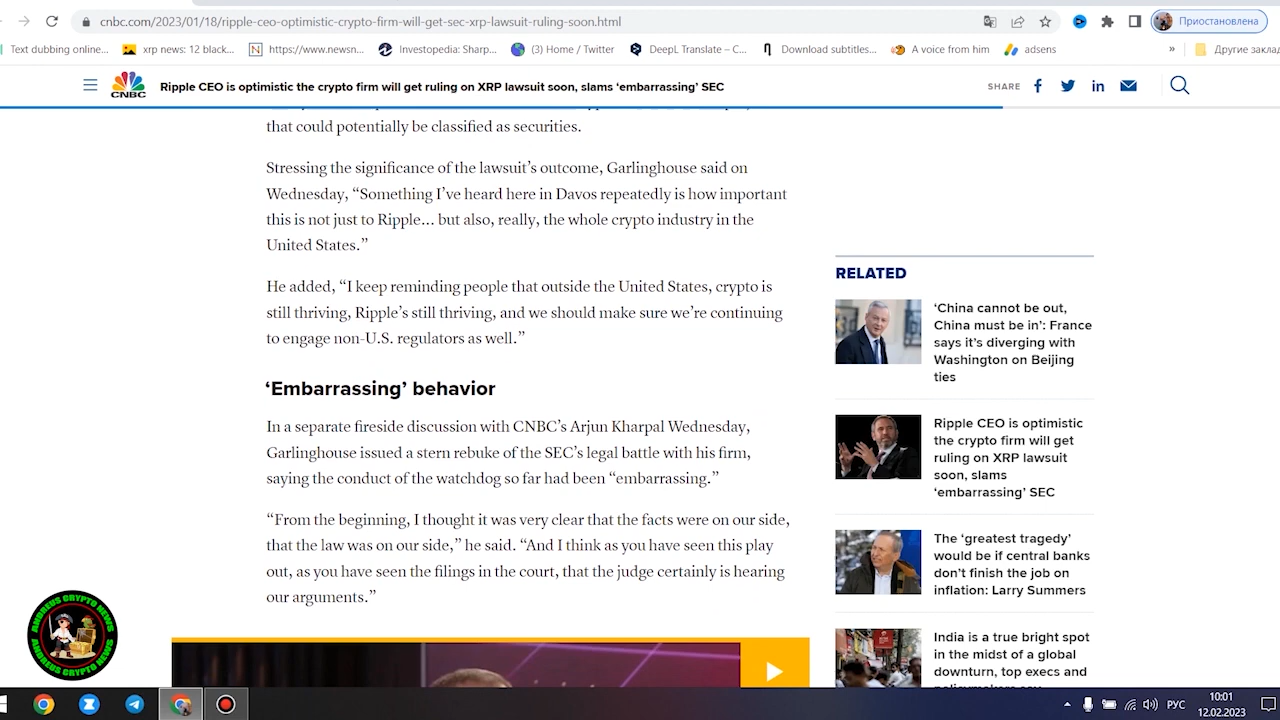 cnbc.com/2023/01/18/ripple-ceo-optimistic-crypto-firm-will-get-sec-xrp-lawsuit-ruling-soon.html
Приостановлена
Text dubbing online...
xrp news: 12 black...
https://www.newsn...
Investopedia: Sharp...
(3) Home / Twitter
DeepL Translate – C...
Download subtitles...
A voice from him
adsens
»
Другие закла
CNBC
Ripple CEO is optimistic the crypto firm will get ruling on XRP lawsuit soon, slams ‘embarrassing’ SEC
SHARE
that could potentially be classified as securities.
Stressing the significance of the lawsuit’s outcome, Garlinghouse said on
Wednesday, “Something I’ve heard here in Davos repeatedly is how important
this is not just to Ripple... but also, really, the whole crypto industry in the
United States.”
He added, “I keep reminding people that outside the United States, crypto is
still thriving, Ripple’s still thriving, and we should make sure we’re continuing
to engage non-U.S. regulators as well.”
‘Embarrassing’ behavior
In a separate fireside discussion with CNBC’s Arjun Kharpal Wednesday,
Garlinghouse issued a stern rebuke of the SEC’s legal battle with his firm,
saying the conduct of the watchdog so far had been “embarrassing.”
“From the beginning, I thought it was very clear that the facts were on our side,
that the law was on our side,” he said. “And I think as you have seen this play
out, as you have seen the filings in the court, that the judge certainly is hearing
our arguments.”
RELATED
‘China cannot be out,
China must be in’: France
says it’s diverging with
Washington on Beijing
ties
Ripple CEO is optimistic
the crypto firm will get
ruling on XRP lawsuit
soon, slams
‘embarrassing’ SEC
The ‘greatest tragedy’
would be if central banks
don’t finish the job on
inflation: Larry Summers
India is a true bright spot
in the midst of a global
downturn, top execs and
ANDREUS CRYPTO NEWS
ANDREUS CRYPTO NEWS
РУС
10:01
12.02.2023